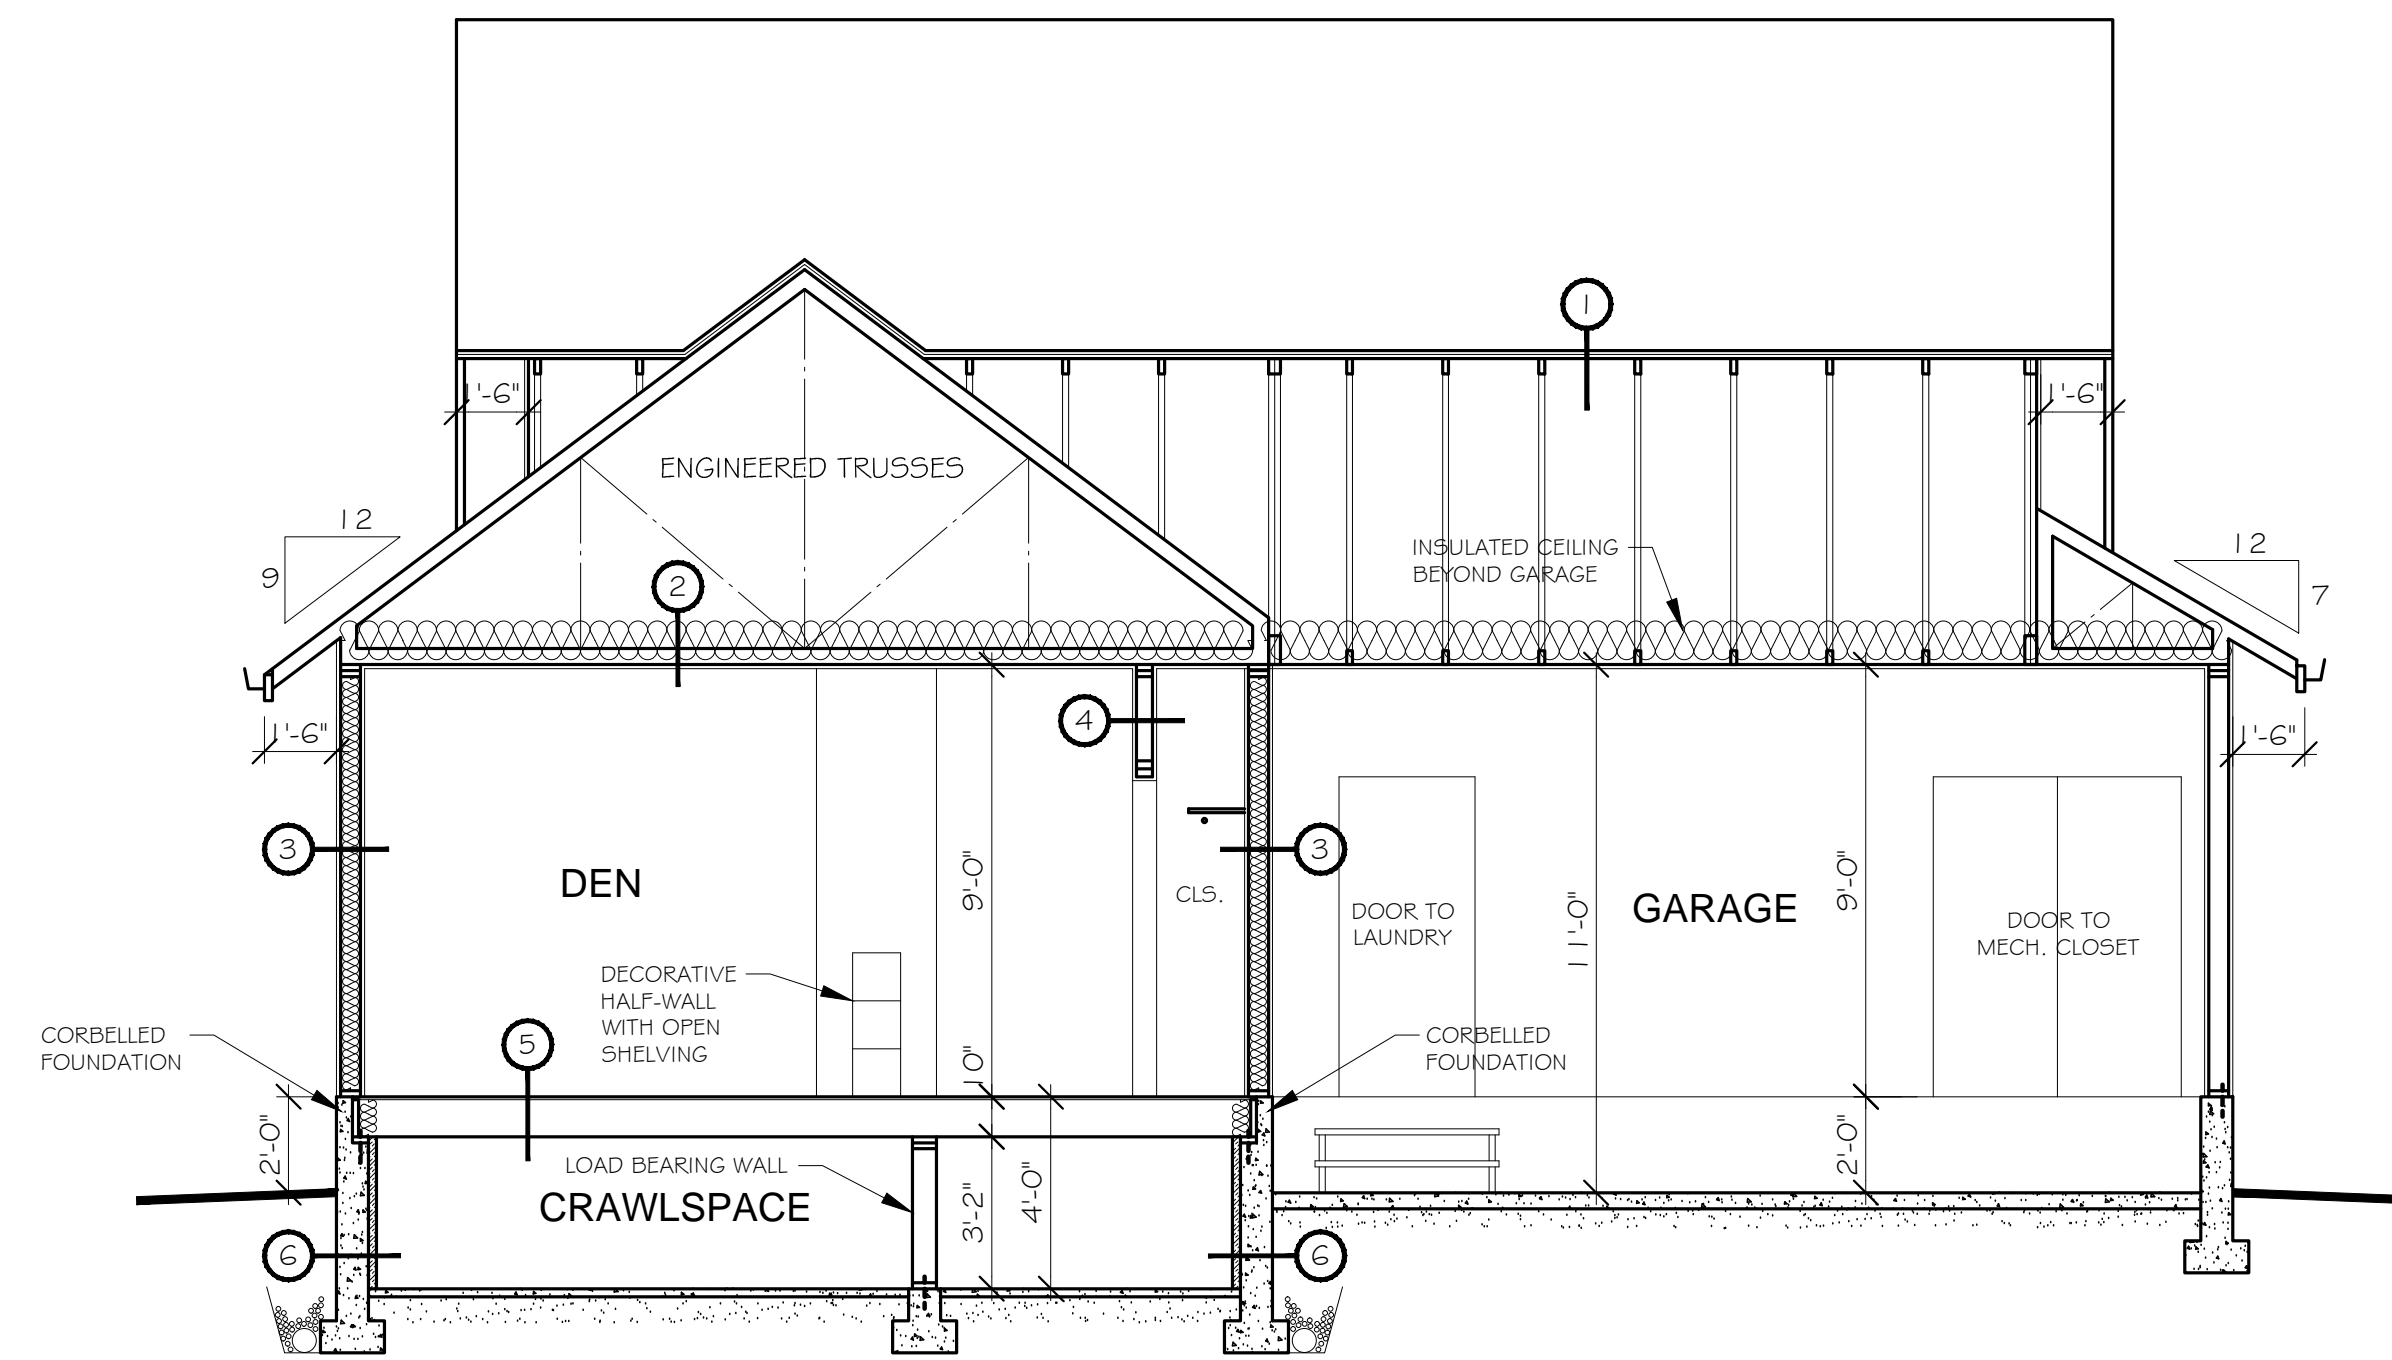 1
1'-6"
1'-6"
ENGINEERED TRUSSES
12
9
12
7
INSULATED CEILING
BEYOND GARAGE
2
4
1'-6"
1'-6"
3
3
DEN
CLS.
9'-0"
11'-0"
GARAGE
9'-0"
DOOR TO
LAUNDRY
DOOR TO
MECH. CLOSET
DECORATIVE
HALF-WALL
WITH OPEN
SHELVING
CORBELLED
FOUNDATION
5
10"
CORBELLED
FOUNDATION
2'-0"
LOAD BEARING WALL
CRAWLSPACE
3'-2"
4'-0"
2'-0"
6
6